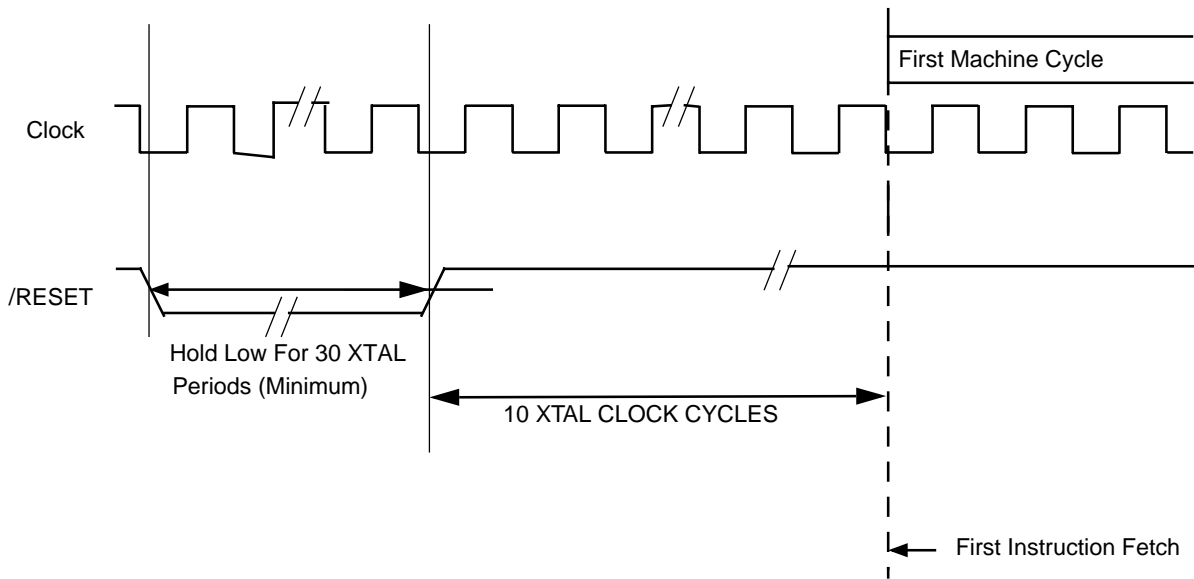 First Machine Cycle
Clock
/RESET
Hold Low For 30 XTAL
Periods (Minimum)
10 XTAL CLOCK CYCLES
First Instruction Fetch